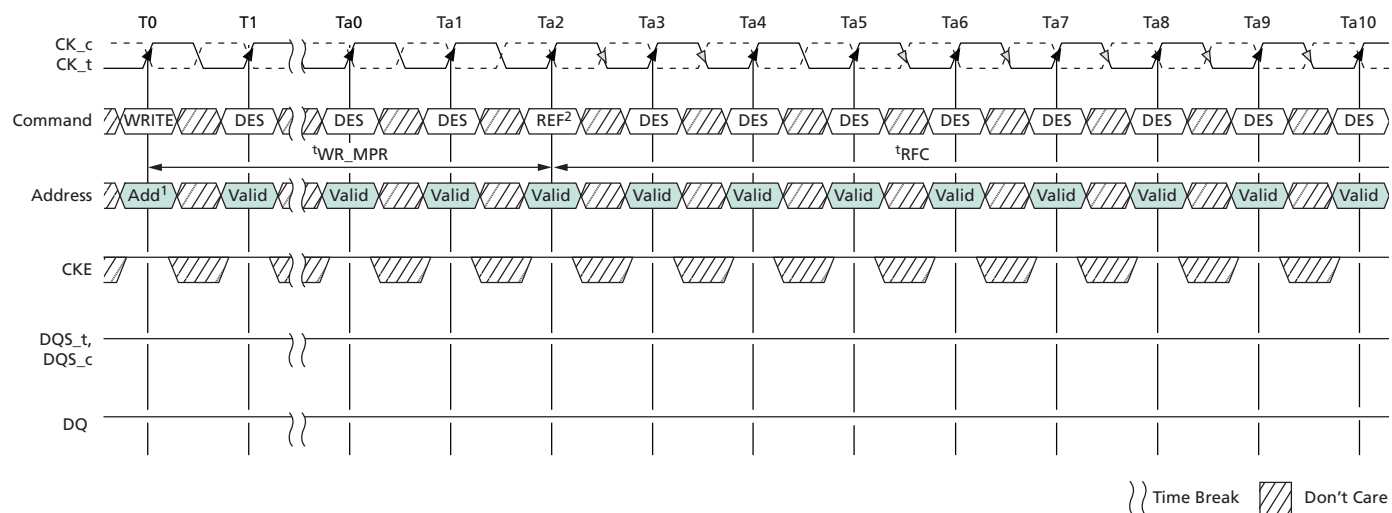 T0 T1 Ta0 Ta1 Ta2 Ta3 Ta4 Ta5 Ta6 Ta7 Ta8 Ta9 Ta10
CK_c
CK_t
Command WRITE DES DES DES REF2 DES DES DES DES DES DES DES DES
tWR_MPR tRFC
Address Add1 Valid Valid Valid Valid Valid Valid Valid Valid Valid Valid Valid Valid
CKE
DQS_t,
DQS_c
DQ
Time Break Don't Care